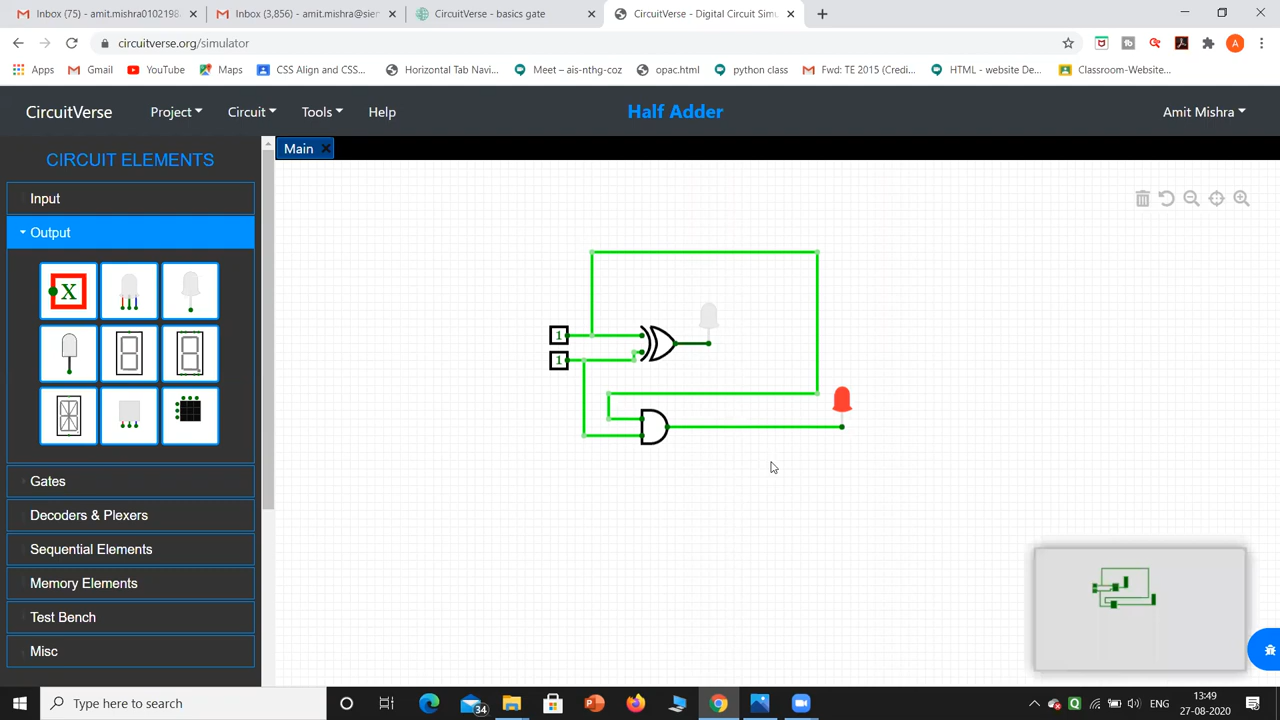 Inbox (75) - amit.mishra0102198
Inbox (3,856) - amit.mishra@sien
CircuitVerse - basics gate
CircuitVerse - Digital Circuit Simu
circuitverse.org/simulator
A
Apps
Gmail
YouTube
Maps
CSS Align and CSS...
Horizontal Tab Navi...
Meet – ais-nthg-coz
opac.html
python class
Fwd: TE 2015 (Credi...
HTML - website De...
Classroom-Website...
CircuitVerse
Project
Circuit
Tools
Help
Half Adder
Amit Mishra
Main
CIRCUIT ELEMENTS
Input
Output
X
Gates
Decoders & Plexers
Sequential Elements
Memory Elements
Test Bench
Misc
1
1
Type here to search
34
ENG
13:49
27-08-2020
3